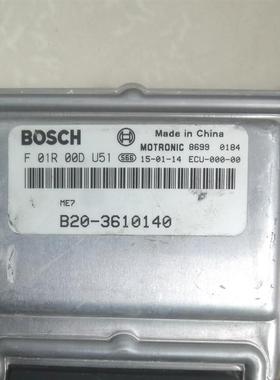 BOSCH Made in China
MOTRONIC 8699 0184
F 01R 00D U51 S66 15-01-14 ECU-000-00
ME7
B20-3610140